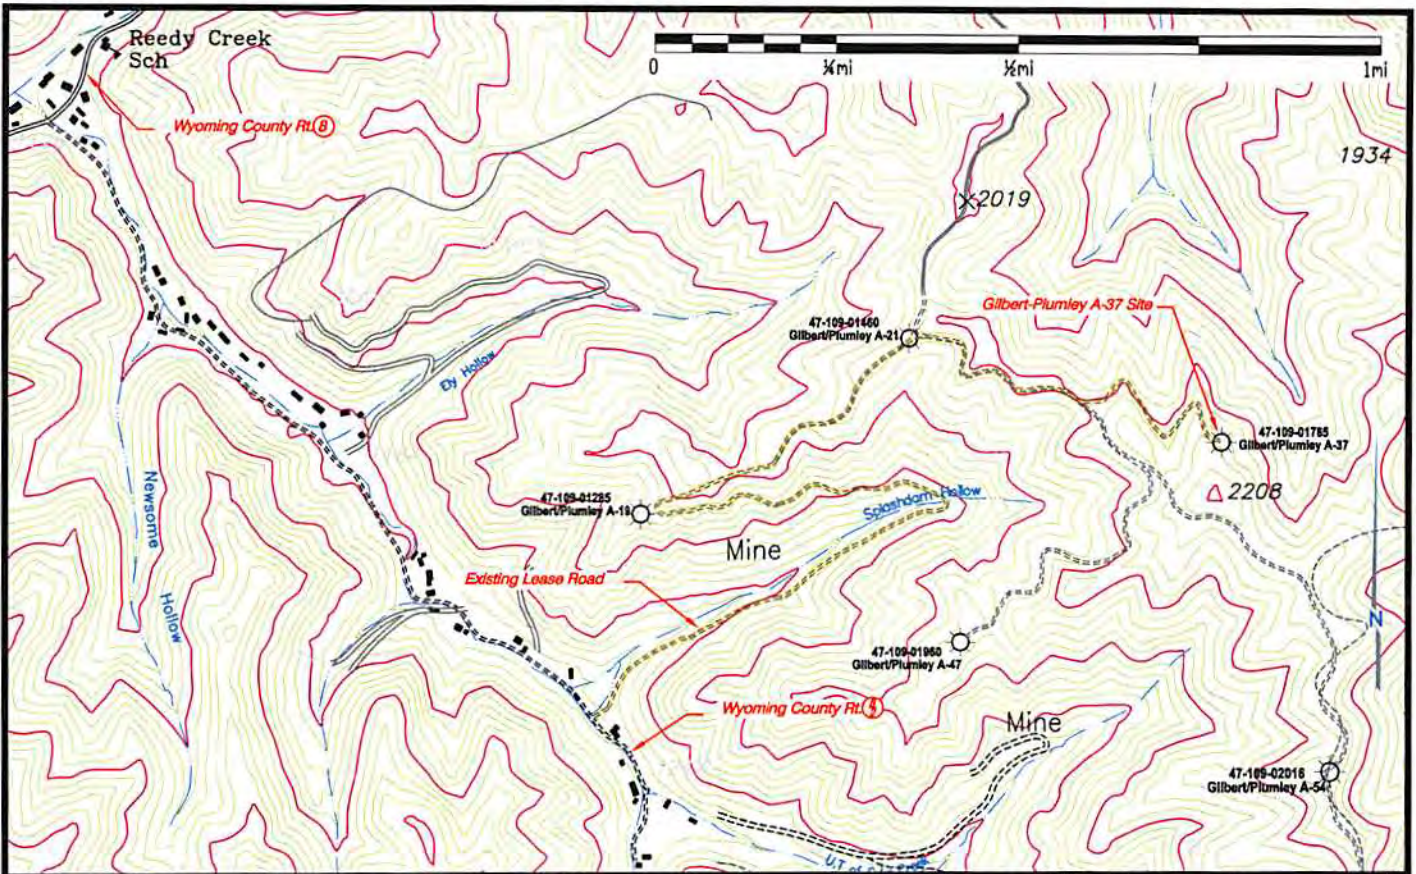 Reedy Creek
Sch
0
¼mi
½mi
1mi
Wyoming County Rt. 8
1934
2019
Gilbert-Plumley A-37 Site
47-109-01460
Gilbert/Plumley A-21
Ely Hollow
47-109-01785
Gilbert/Plumley A-37
2208
47-109-01285
Gilbert/Plumley A-19
Splashdam Hollow
Newsome
Hollow
Mine
Existing Lease Road
N
47-109-01960
Gilbert/Plumley A-47
Wyoming County Rt.
Mine
47-109-02016
Gilbert/Plumley A-54
U.T. of